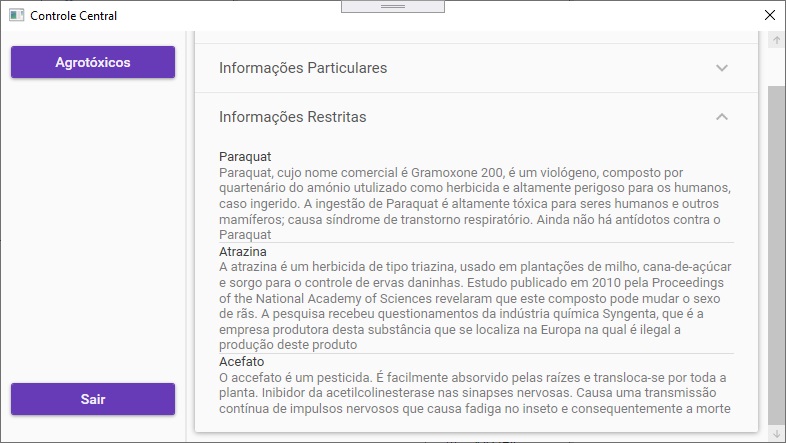 Controle Central
Agrotóxicos
Informações Particulares
Informações Restritas
Paraquat
Paraquat, cujo nome comercial é Gramoxone 200, é um viológeno, composto por
quartenário do amónio utulizado como herbicida e altamente perigoso para os humanos,
caso ingerido. A ingestão de Paraquat é altamente tóxica para seres humanos e outros
mamíferos; causa síndrome de transtorno respiratório. Ainda não há antídotos contra o
Paraquat
Atrazina
A atrazina é um herbicida de tipo triazina, usado em plantações de milho, cana-de-açúcar
e sorgo para o controle de ervas daninhas. Estudo publicado em 2010 pela Proceedings
of the National Academy of Sciences revelaram que este composto pode mudar o sexo
de rãs. A pesquisa recebeu questionamentos da indústria química Syngenta, que é a
empresa produtora desta substância que se localiza na Europa na qual é ilegal a
produção deste produto
Acefato
O accefato é um pesticida. É facilmente absorvido pelas raízes e transloca-se por toda a
planta. Inibidor da acetilcolinesterase nas sinapses nervosas. Causa uma transmissão
contínua de impulsos nervosos que causa fadiga no inseto e consequentemente a morte
Sair